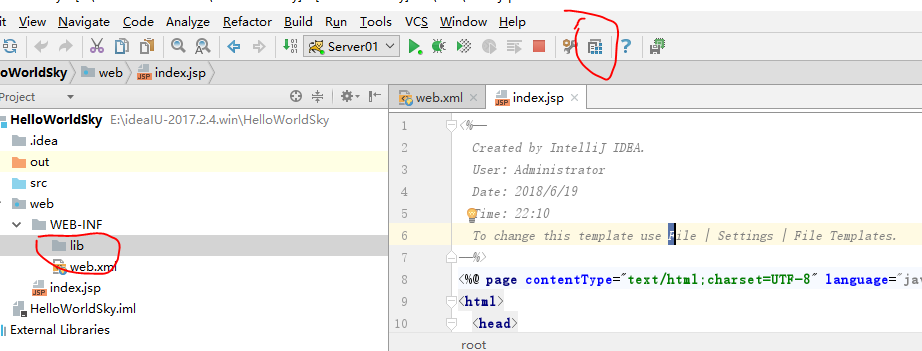 it View Navigate Code Analyze Refactor Build Run Tools VCS Window Help
Server01
lloWorldSky web index.jsp
Project
HelloWorldSky E:\ideaIU-2017.2.4.win\HelloWorldSky
.idea
out
src
web
WEB-INF
lib
web.xml
index.jsp
HelloWorldSky.iml
External Libraries
web.xml index.jsp
1 <%--
2 Created by IntelliJ IDEA.
3 User: Administrator
4 Date: 2018/6/19
5 Time: 22:10
6 To change this template use File | Settings | File Templates.
7 --%>
8 <%@ page contentType="text/html;charset=UTF-8" language="jav
9 <html>
10 <head>
root